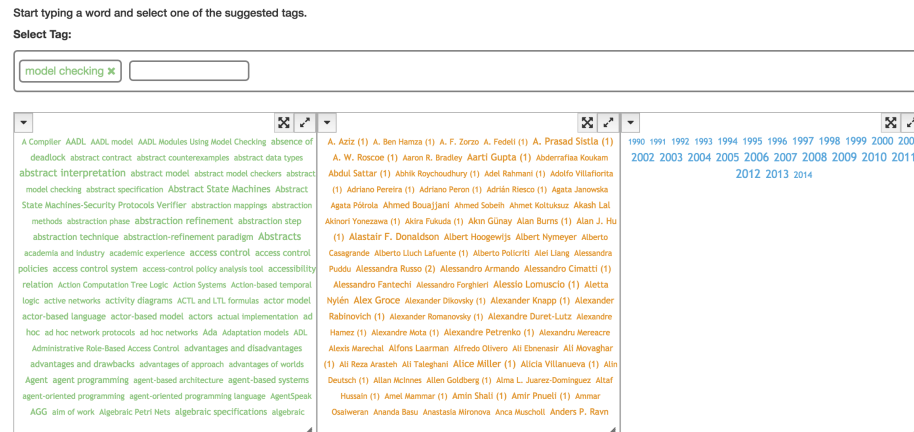 Start typing a word and select one of the suggested tags.
Select Tag:
model checking ×
A Compiler AADL AADL model AADL Modules Using Model Checking absence of
deadlock abstract contract abstract counterexamples abstract data types
abstract interpretation abstract model abstract model checkers abstract
model checking abstract specification Abstract State Machines Abstract
State Machines-Security Protocols Verifier abstraction mappings abstraction
methods abstraction phase abstraction refinement abstraction step
abstraction technique abstraction-refinement paradigm Abstracts
academia and industry academic experience access control access control
policies access control system access-control policy analysis tool accessibility
relation Action Computation Tree Logic Action Systems Action-based temporal
logic active networks activity diagrams ACTL and LTL formulas actor model
actor-based language actor-based model actors actual implementation ad
hoc ad hoc network protocols ad hoc networks Ada Adaptation models ADL
Administrative Role-Based Access Control advantages and disadvantages
advantages and drawbacks advantages of approach advantages of worlds
Agent agent programming agent-based architecture agent-based systems
agent-oriented programming agent-oriented programming language AgentSpeak
AGG aim of work Algebraic Petri Nets algebraic specifications algebraic
A. Aziz (1) A. Ben Hamza (1) A. F. Zorzo A. Fedeli (1) A. Prasad Sistla (1)
A. W. Roscoe (1) Aaron R. Bradley Aarti Gupta (1) Abderrafiaa Koukam
Abdul Sattar (1) Abhik Roychoudhury (1) Adel Rahmani (1) Adolfo Villafiorita
(1) Adriano Pereira (1) Adriano Peron (1) Adrián Riesco (1) Agata Janowska
Agata Półrola Ahmed Bouajjani Ahmed Sobeih Ahmet Koltuksuz Akash Lal
Akinori Yonezawa (1) Akira Fukuda (1) Akın Günay Alan Burns (1) Alan J. Hu
(1) Alastair F. Donaldson Albert Hoogewijs Albert Nymeyer Alberto
Casagrande Alberto Lluch Lafuente (1) Alberto Policriti Alei Liang Alessandra
Puddu Alessandra Russo (2) Alessandro Armando Alessandro Cimatti (1)
Alessandro Fantechi Alessandro Forghieri Alessio Lomuscio (1) Aletta
Nylén Alex Groce Alexander Dikovsky (1) Alexander Knapp (1) Alexander
Rabinovich (1) Alexander Romanovsky (1) Alexandre Duret-Lutz Alexandre
Hamez (1) Alexandre Mota (1) Alexandre Petrenko (1) Alexandru Mereacre
Alexis Marechal Alfons Laarman Alfredo Olivero Ali Ebnenasir Ali Movaghar
(1) Ali Reza Arasteh Ali Taleghani Alice Miller (1) Alicia Villanueva (1) Alin
Deutsch (1) Allan McInnes Allen Goldberg (1) Alma L. Juarez-Dominguez Altaf
Hussain (1) Amel Mammar (1) Amin Shali (1) Amir Pnueli (1) Ammar
Osaiweran Ananda Basu Anastasia Mironova Anca Muscholl Anders P. Ravn
1990 1991 1992 1993 1994 1995 1996 1997 1998 1999 2000 200
2002 2003 2004 2005 2006 2007 2008 2009 2010 2011
2012 2013 2014